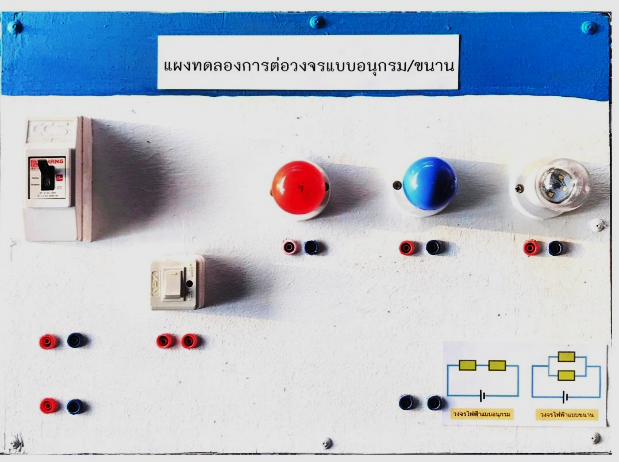 แผงทดลองการต่อวงจรแบบอนุกรม/ขนาน
วงจรไฟฟ้าแบบอนุกรม
วงจรไฟฟ้าแบบขนาน